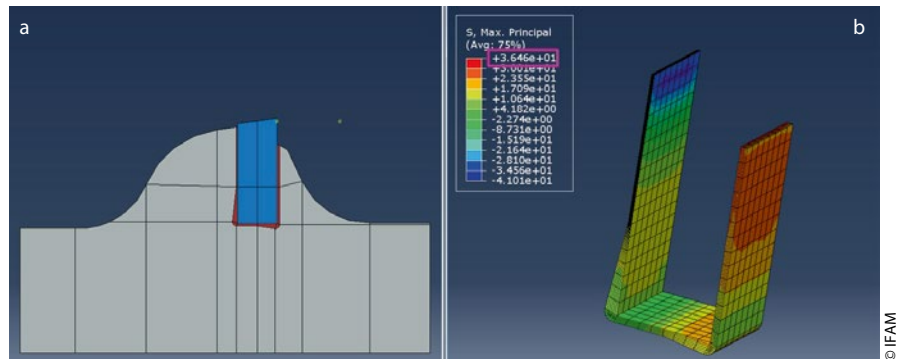 a
b
S, Max. Principal
(Avg: 75%)
+3.646e+01
+3.001e+01
+2.355e+01
+1.709e+01
+1.064e+01
+4.182e+00
-2.274e+00
-8.731e+00
-1.519e+01
-2.164e+01
-2.810e+01
-3.456e+01
-4.101e+01
© IFAM